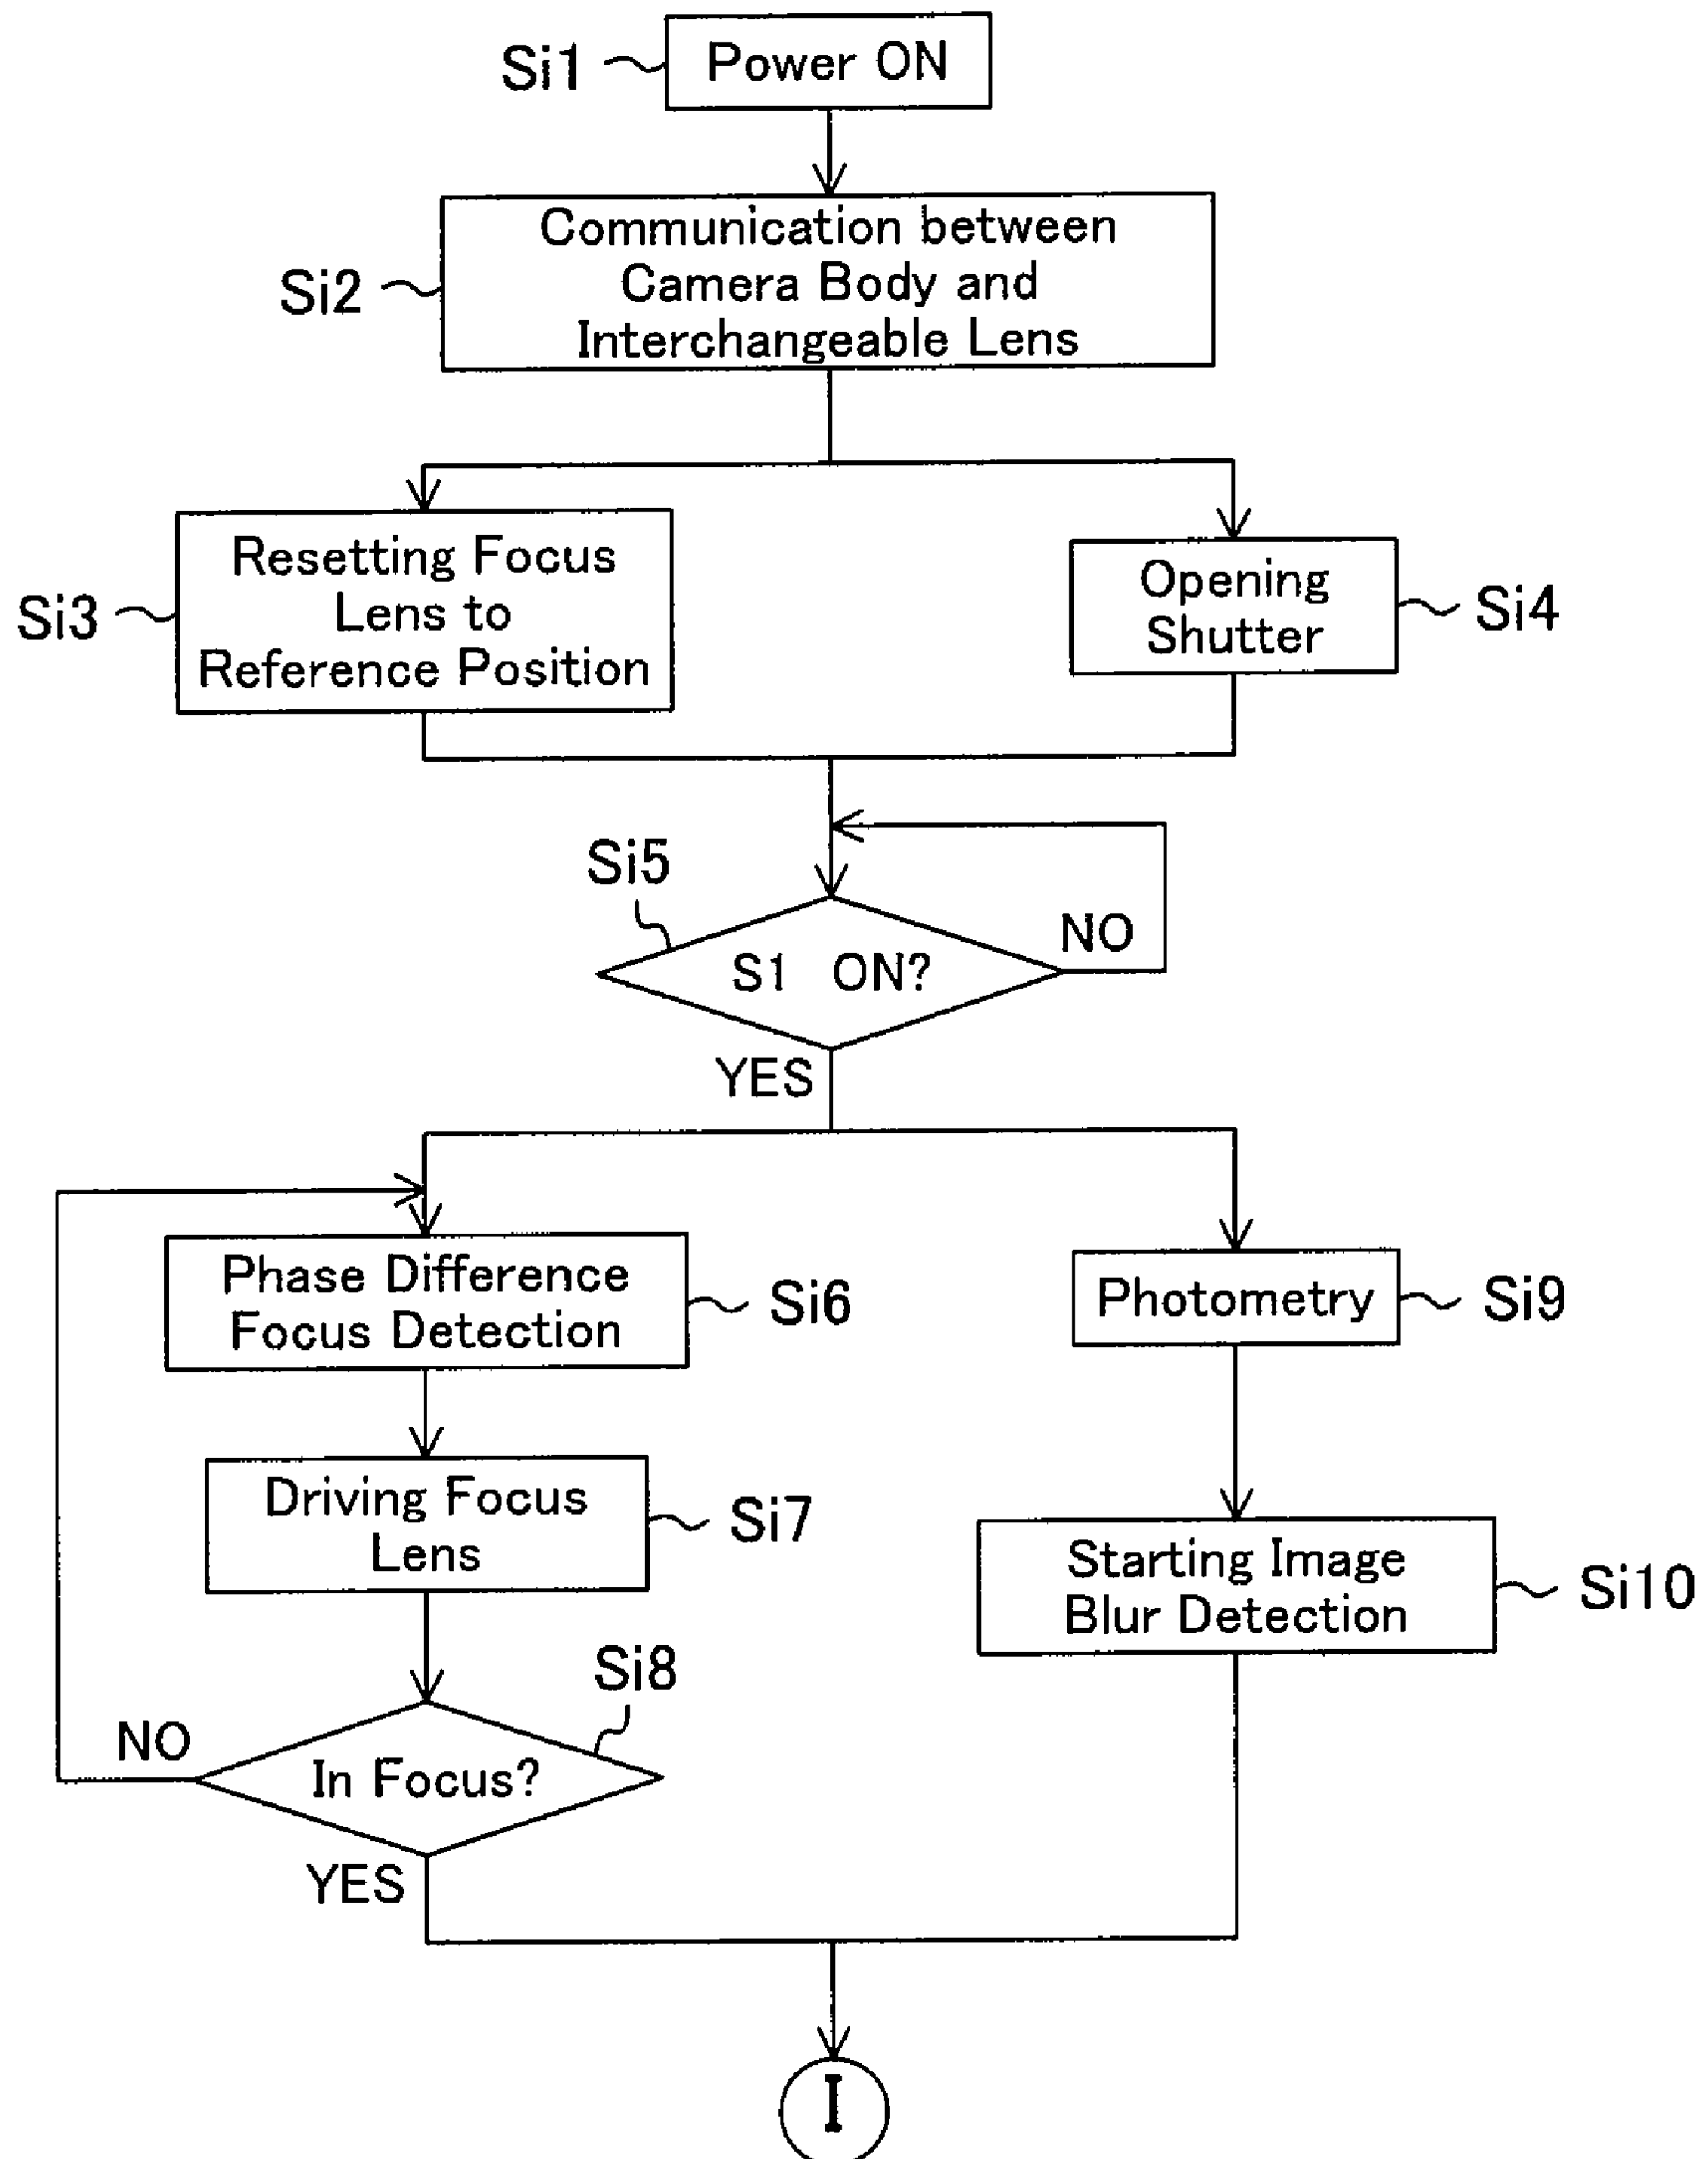 Si1
Power ON
Si2
Communication between
Camera Body and
Interchangeable Lens
Si3
Resetting Focus
Lens to
Reference Position
Opening
Shutter
Si4
Si5
S1 ON?
NO
YES
Phase Difference
Focus Detection
Si6
Photometry
Si9
Driving Focus
Lens
Si7
Starting Image
Blur Detection
Si10
Si8
NO
In Focus?
YES
I